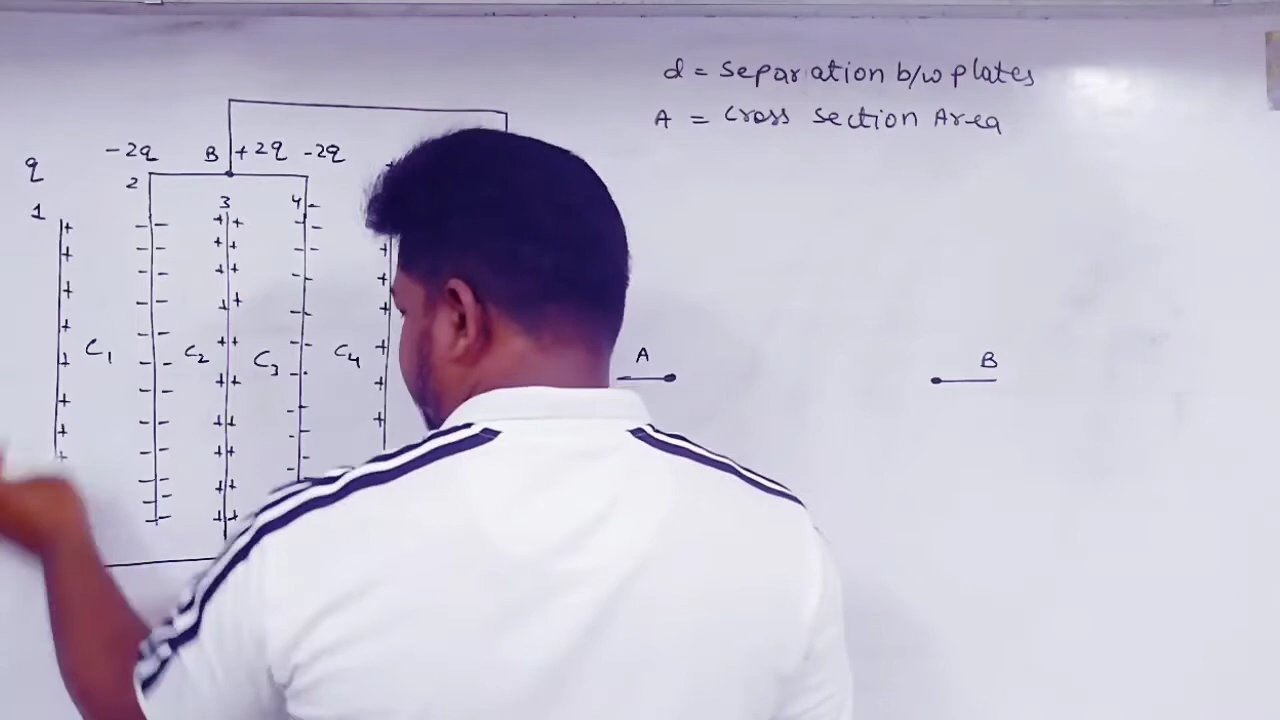 d = Separation b/w plates
A = Cross Section Area
q -2q B +2q -2q
1 2 3 4
C1 C2 C3 C4
A B